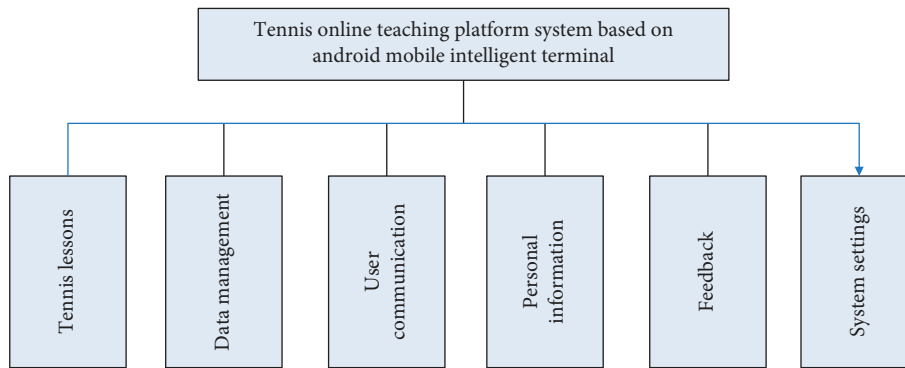 Tennis online teaching platform system based on
android mobile intelligent terminal
Tennis lessons
Data management
User
communication
Personal
information
Feedback
System settings